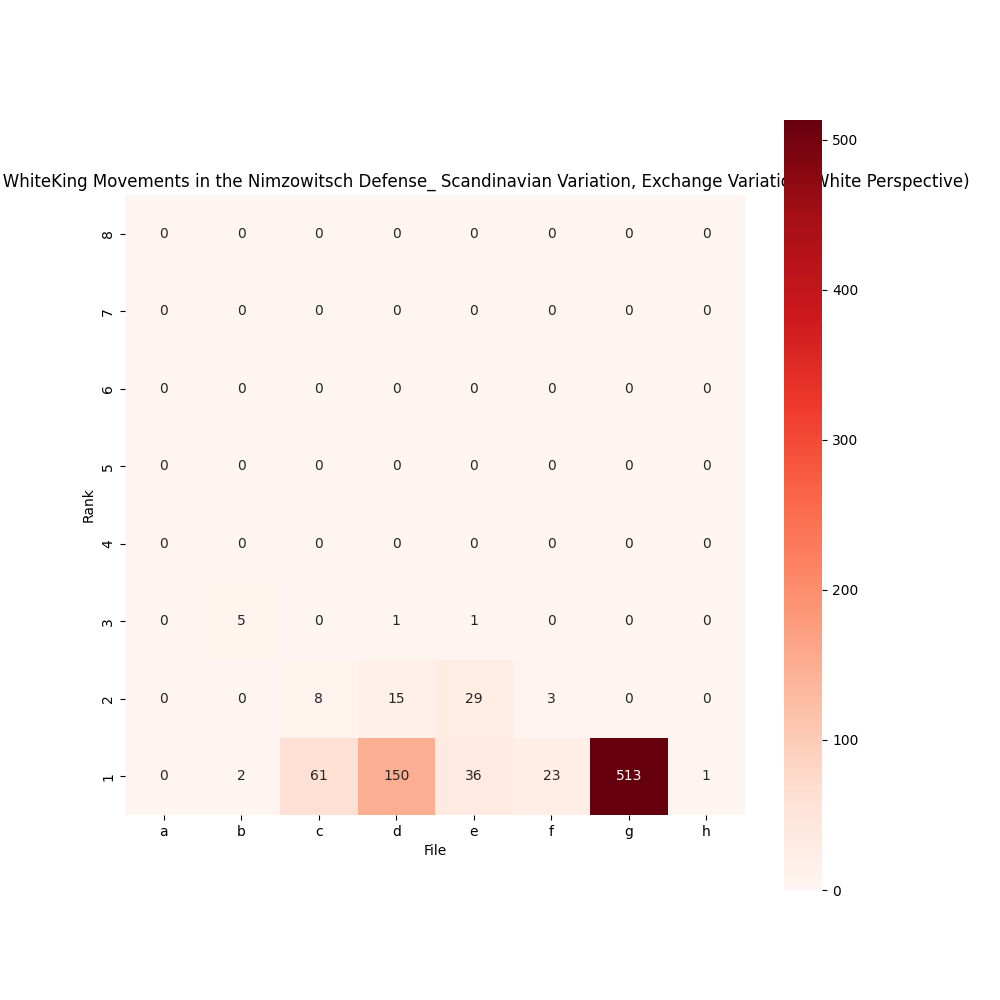 WhiteKing Movements in the Nimzowitsch Defense_ Scandinavian Variation, Exchange White Perspective)
500
400
300
200
100
0
Rank
8 0 0 0 0 0 0 0 0
7 0 0 0 0 0 0 0 0
6 0 0 0 0 0 0 0 0
5 0 0 0 0 0 0 0 0
4 0 0 0 0 0 0 0 0
3 0 5 0 1 1 0 0 0
2 0 0 8 15 29 3 0 0
1 0 2 61 150 36 23 513 1
a b c d e f g h
File